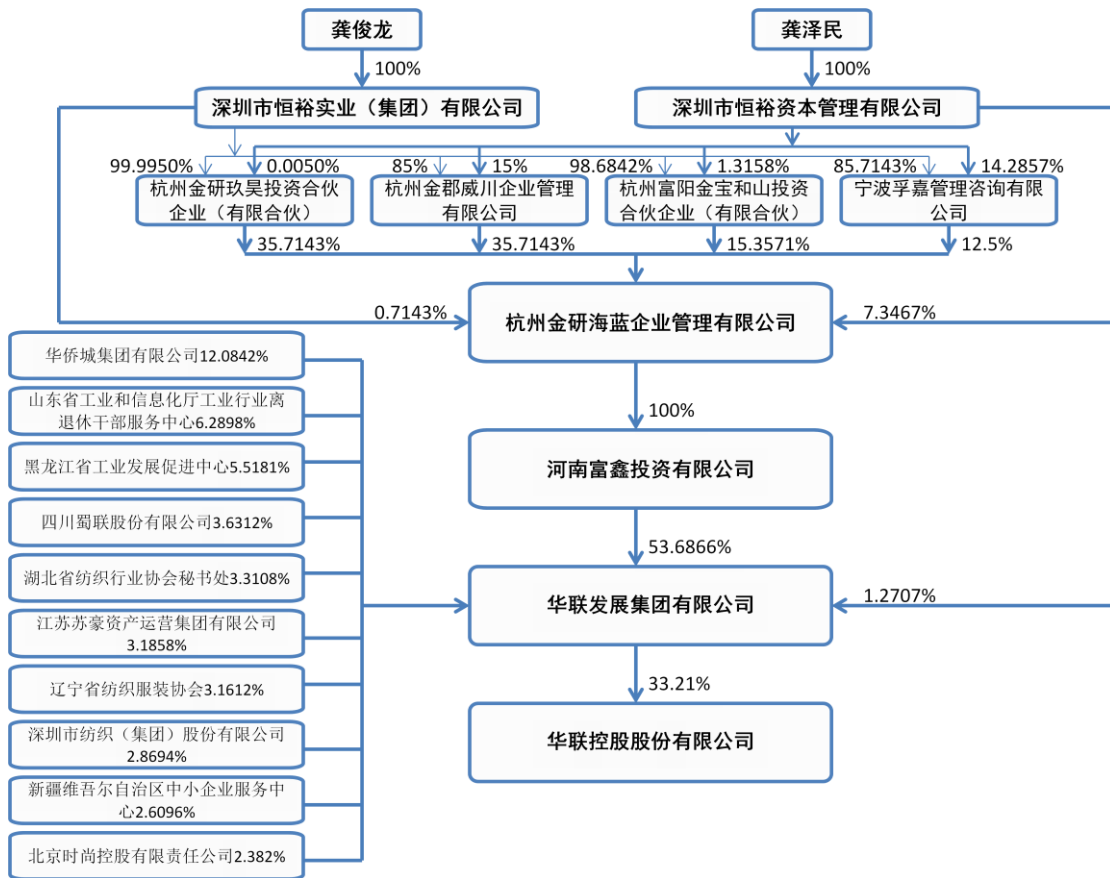 龚俊龙
龚泽民
100%
100%
深圳市恒裕实业（集团）有限公司
深圳市恒裕资本管理有限公司
99.9950%
0.0050%
85%
15%
98.6842%
1.3158%
85.7143%
14.2857%
杭州金研玖昊投资合伙
企业（有限合伙）
杭州金郡威川企业管理
有限公司
杭州富阳金宝和山投资
合伙企业（有限合伙）
宁波孚嘉管理咨询有限
公司
35.7143%
35.7143%
15.3571%
12.5%
0.7143%
杭州金研海蓝企业管理有限公司
7.3467%
华侨城集团有限公司12.0842%
山东省工业和信息化厅工业行业离
退休干部服务中心6.2898%
黑龙江省工业发展促进中心5.5181%
四川蜀联股份有限公司3.6312%
湖北省纺织行业协会秘书处3.3108%
江苏苏豪资产运营集团有限公司
3.1858%
辽宁省纺织服装协会3.1612%
深圳市纺织（集团）股份有限公司
2.8694%
新疆维吾尔自治区中小企业服务中
心2.6096%
北京时尚控股有限责任公司2.382%
100%
河南富鑫投资有限公司
53.6866%
华联发展集团有限公司
1.2707%
33.21%
华联控股股份有限公司